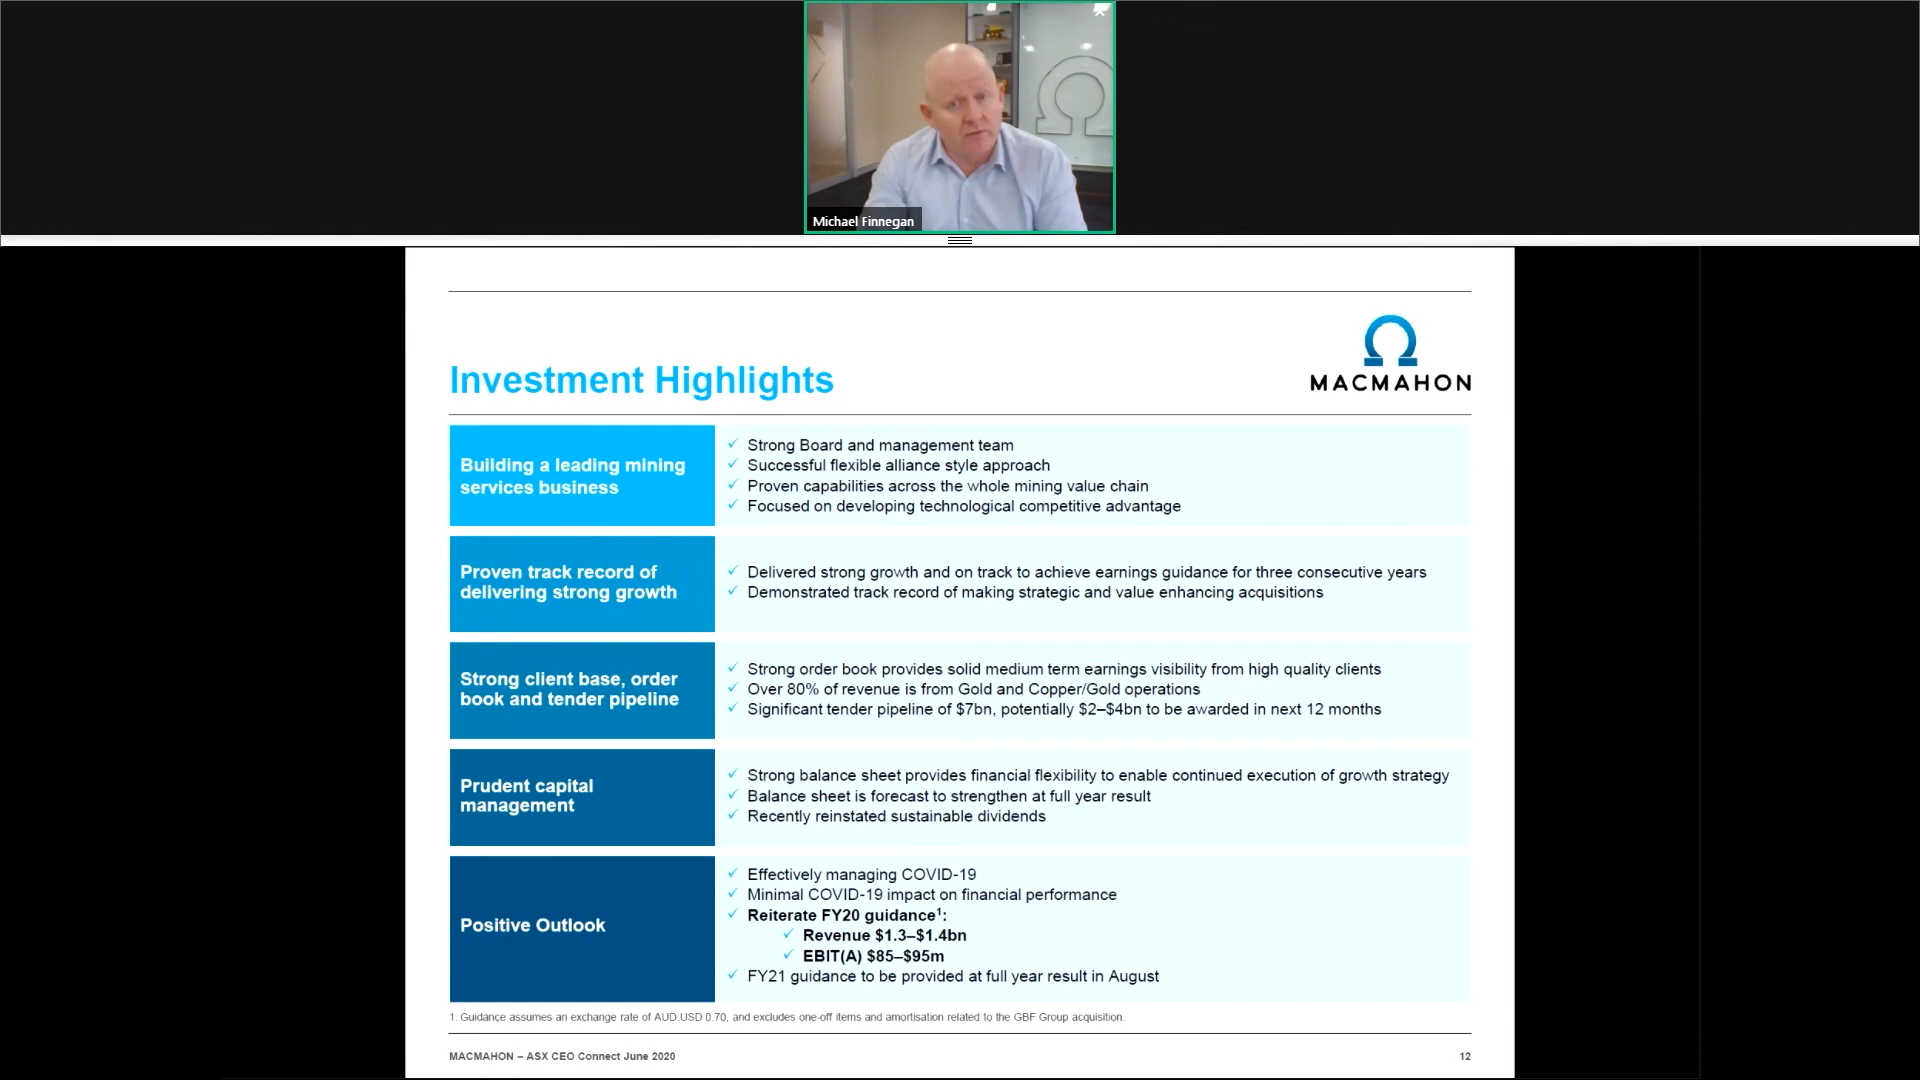 Michael Finnegan
MACMAHON
Investment Highlights
Building a leading mining
services business
✓ Strong Board and management team
✓ Successful flexible alliance style approach
✓ Proven capabilities across the whole mining value chain
✓ Focused on developing technological competitive advantage
Proven track record of
delivering strong growth
✓ Delivered strong growth and on track to achieve earnings guidance for three consecutive years
✓ Demonstrated track record of making strategic and value enhancing acquisitions
Strong client base, order
book and tender pipeline
✓ Strong order book provides solid medium term earnings visibility from high quality clients
✓ Over 80% of revenue is from Gold and Copper/Gold operations
✓ Significant tender pipeline of $7bn, potentially $2–$4bn to be awarded in next 12 months
Prudent capital
management
✓ Strong balance sheet provides financial flexibility to enable continued execution of growth strategy
✓ Balance sheet is forecast to strengthen at full year result
✓ Recently reinstated sustainable dividends
Positive Outlook
✓ Effectively managing COVID-19
✓ Minimal COVID-19 impact on financial performance
✓ Reiterate FY20 guidance¹:
✓ Revenue $1.3–$1.4bn
✓ EBIT(A) $85–$95m
✓ FY21 guidance to be provided at full year result in August
1. Guidance assumes an exchange rate of AUD:USD 0.70, and excludes one-off items and amortisation related to the GBF Group acquisition.
MACMAHON – ASX CEO Connect June 2020
12